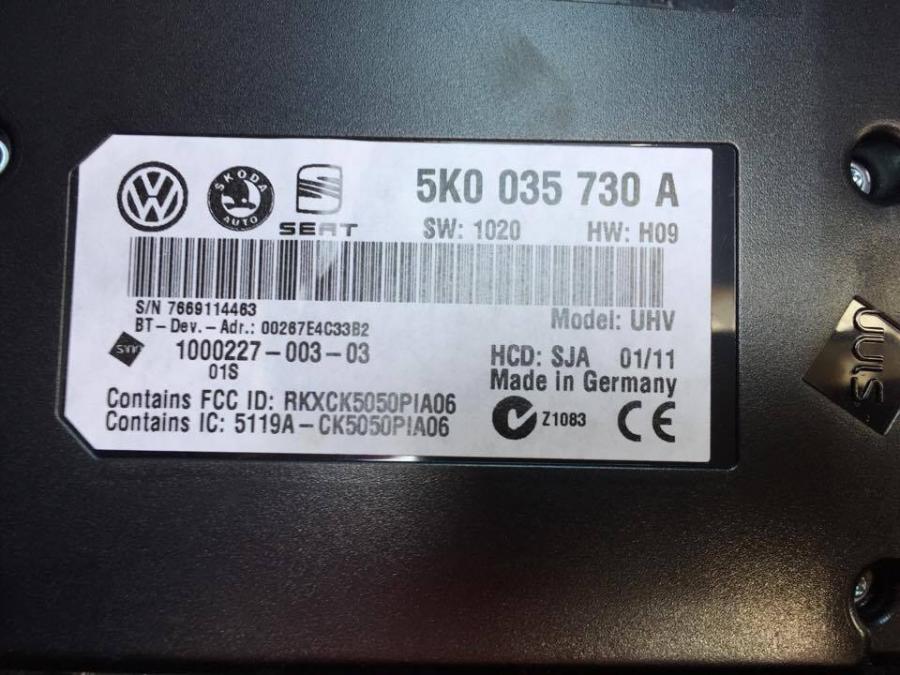 SKODA AUTO
SEAT
5K0 035 730 A
SW: 1020 HW: H09
S/N 7669114463
BT-Dev.-Adr.: 00267E4C33B2
Model: UHV
1000227-003-03
01S
HCD: SJA 01/11
Made in Germany
Contains FCC ID: RKXCK5050PIA06
Contains IC: 5119A-CK5050PIA06
Z1083
CE